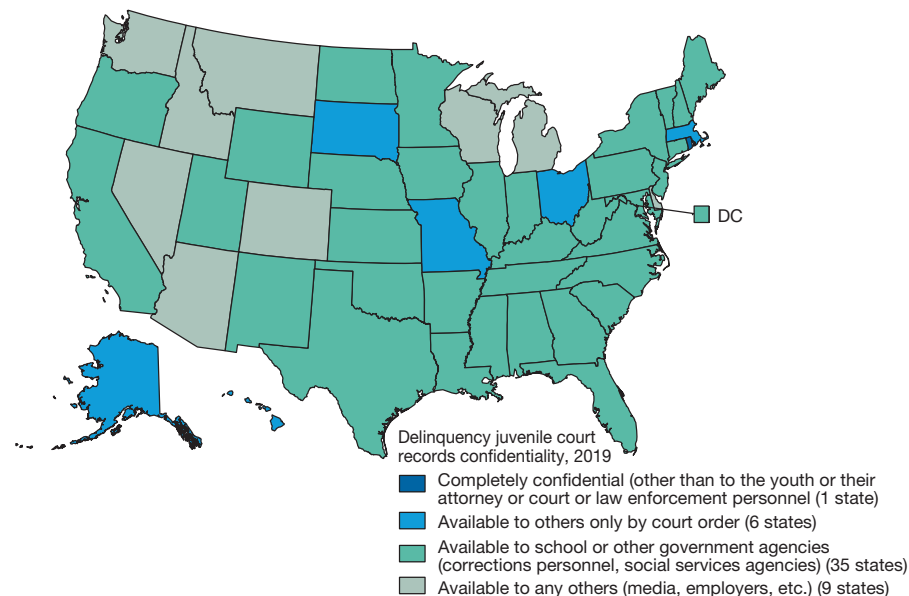 DC
Delinquency juvenile court
records confidentiality, 2019
Completely confidential (other than to the youth or their
attorney or court or law enforcement personnel (1 state)
Available to others only by court order (6 states)
Available to school or other government agencies
(corrections personnel, social services agencies) (35 states)
Available to any others (media, employers, etc.) (9 states)